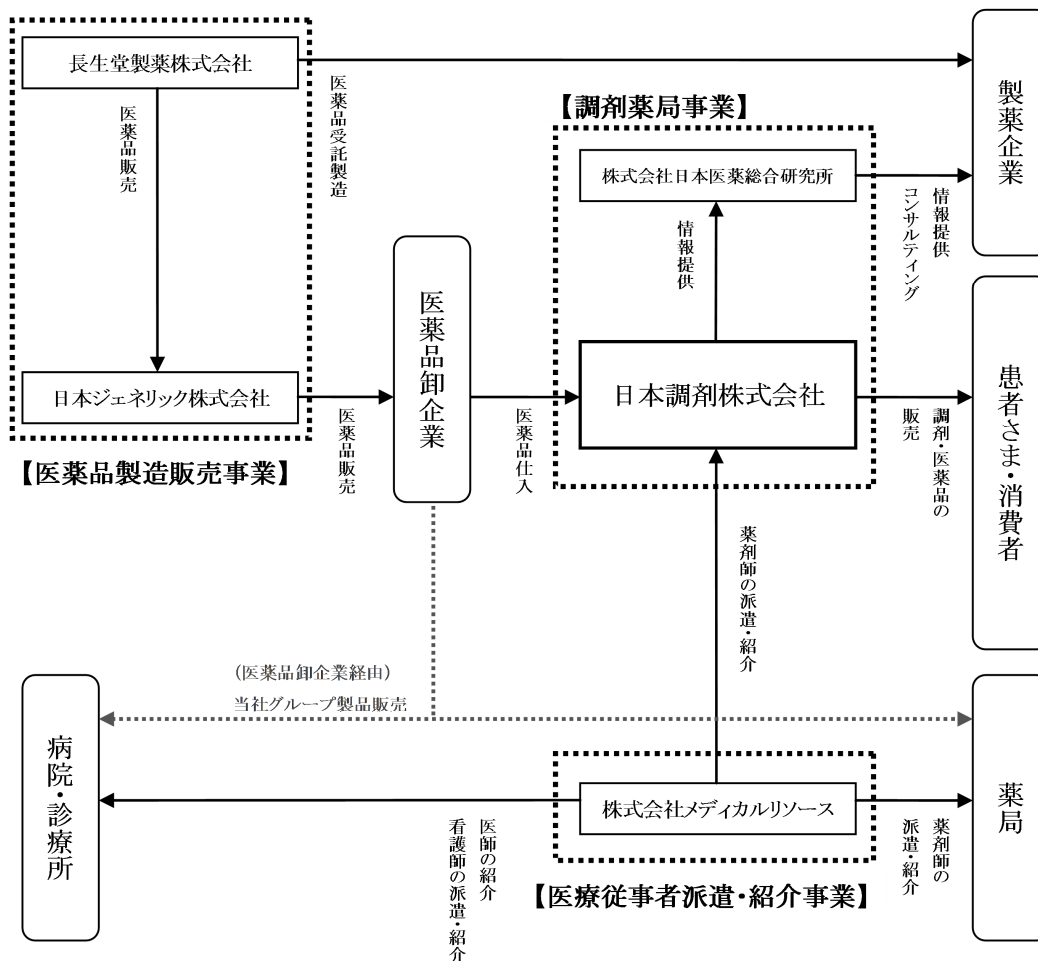 長生堂製薬株式会社
医薬品販売
医薬品受託製造
製薬企業
【調剤薬局事業】
株式会社日本医薬総合研究所
情報提供
コンサルティング
情報提供
医薬品卸企業
日本ジェネリック株式会社
医薬品販売
【医薬品製造販売事業】
医薬品仕入
日本調剤株式会社
調剤・医薬品の
販売
患者さま・消費者
薬剤師の派遣・紹介
(医薬品卸企業経由)
当社グループ製品販売
病院・診療所
株式会社メディカルリソース
医師の紹介
看護師の派遣・紹介
薬剤師の
派遣・紹介
薬局
【医療従事者派遣・紹介事業】